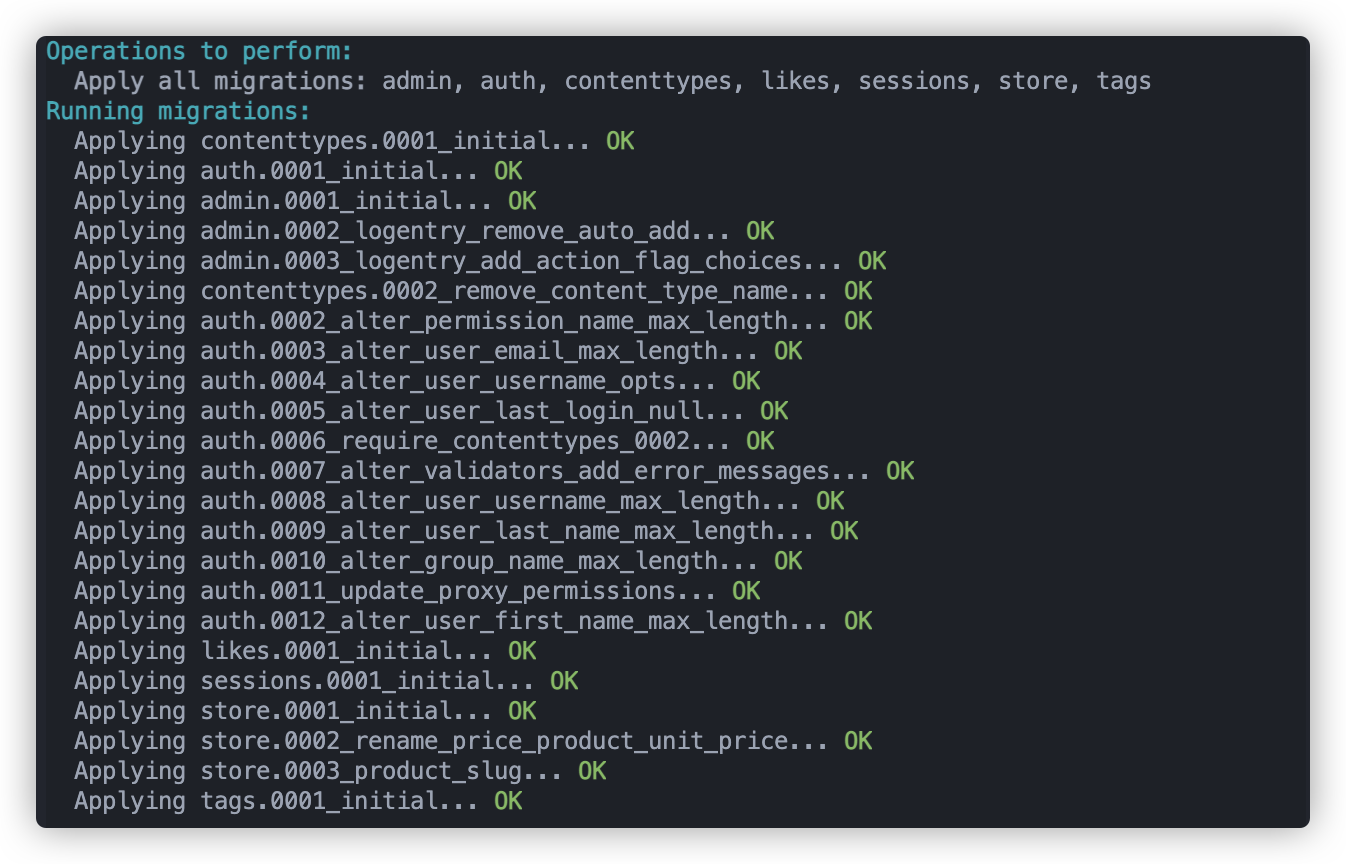 Operations to perform:
Apply all migrations: admin, auth, contenttypes, likes, sessions, store, tags
Running migrations:
Applying contenttypes.0001_initial... OK
Applying auth.0001_initial... OK
Applying admin.0001_initial... OK
Applying admin.0002_logentry_remove_auto_add... OK
Applying admin.0003_logentry_add_action_flag_choices... OK
Applying contenttypes.0002_remove_content_type_name... OK
Applying auth.0002_alter_permission_name_max_length... OK
Applying auth.0003_alter_user_email_max_length... OK
Applying auth.0004_alter_user_username_opts... OK
Applying auth.0005_alter_user_last_login_null... OK
Applying auth.0006_require_contenttypes_0002... OK
Applying auth.0007_alter_validators_add_error_messages... OK
Applying auth.0008_alter_user_username_max_length... OK
Applying auth.0009_alter_user_last_name_max_length... OK
Applying auth.0010_alter_group_name_max_length... OK
Applying auth.0011_update_proxy_permissions... OK
Applying auth.0012_alter_user_first_name_max_length... OK
Applying likes.0001_initial... OK
Applying sessions.0001_initial... OK
Applying store.0001_initial... OK
Applying store.0002_rename_price_product_unit_price... OK
Applying store.0003_product_slug... OK
Applying tags.0001_initial... OK